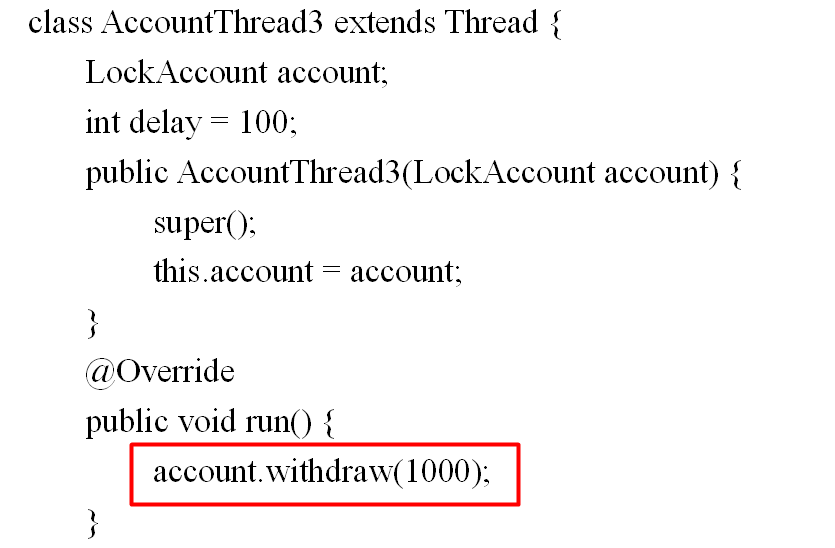 class AccountThread3 extends Thread {
LockAccount account;
int delay = 100;
public AccountThread3(LockAccount account) {
super();
this.account = account;
}
@Override
public void run() {
account.withdraw(1000);
}